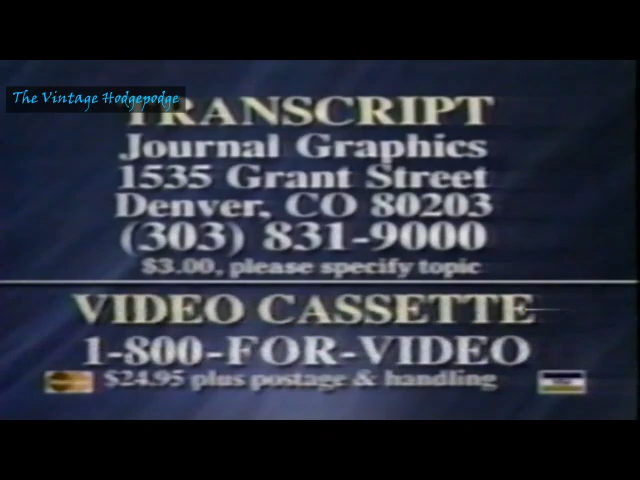 The Vintage Hodgepodge
TRANSCRIPT
Journal Graphics
1535 Grant Street
Denver, CO 80203
(303) 831-9000
$3.00, please specify topic
VIDEO CASSETTE
1-800-FOR-VIDEO
$24.95 plus postage & handling